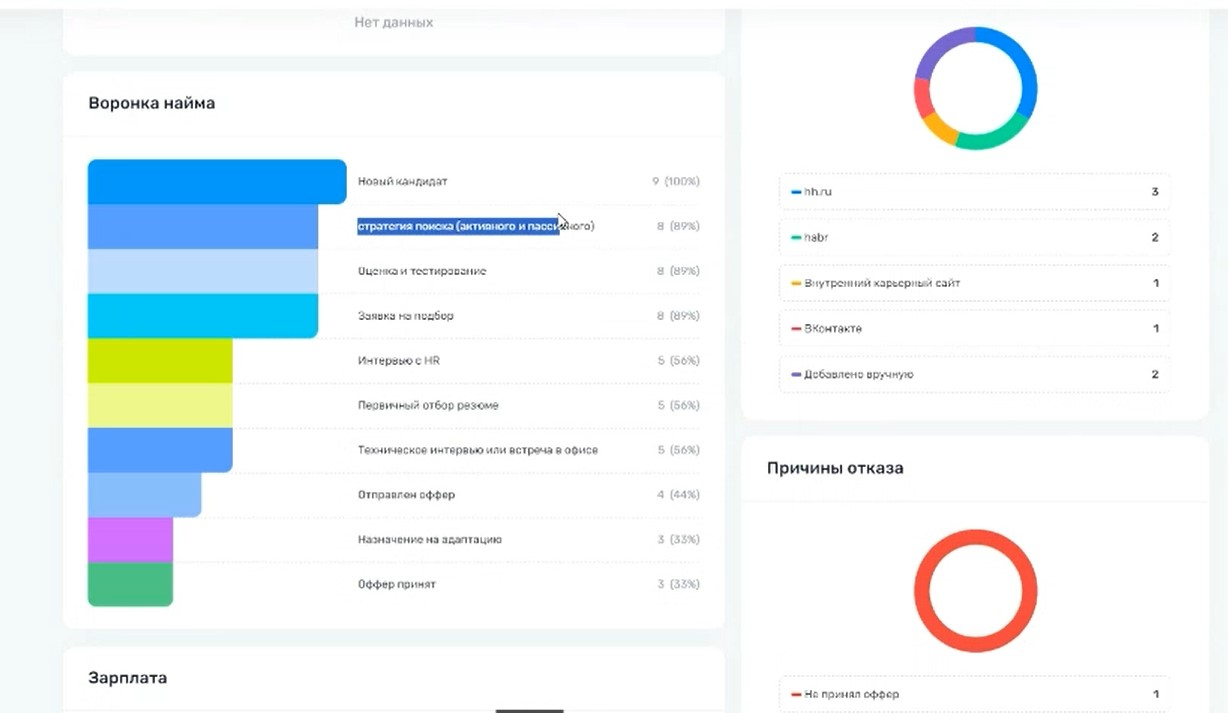 Нет данных
Воронка найма
Новый кандидат 9 (100%)
стратегия поиска (активного и пассивного) 8 (89%)
Оценка и тестирование 8 (89%)
Заявка на подбор 8 (89%)
Интервью с HR 5 (56%)
Первичный отбор резюме 5 (56%)
Техническое интервью или встреча в офисе 5 (56%)
Отправлен оффер 4 (44%)
Назначение на адаптацию 3 (33%)
Оффер принят 3 (33%)
Зарплата
hh.ru 3
habr 2
Внутренний карьерный сайт 1
ВКонтакте 1
Добавлено вручную 2
Причины отказа
Не принял оффер 1